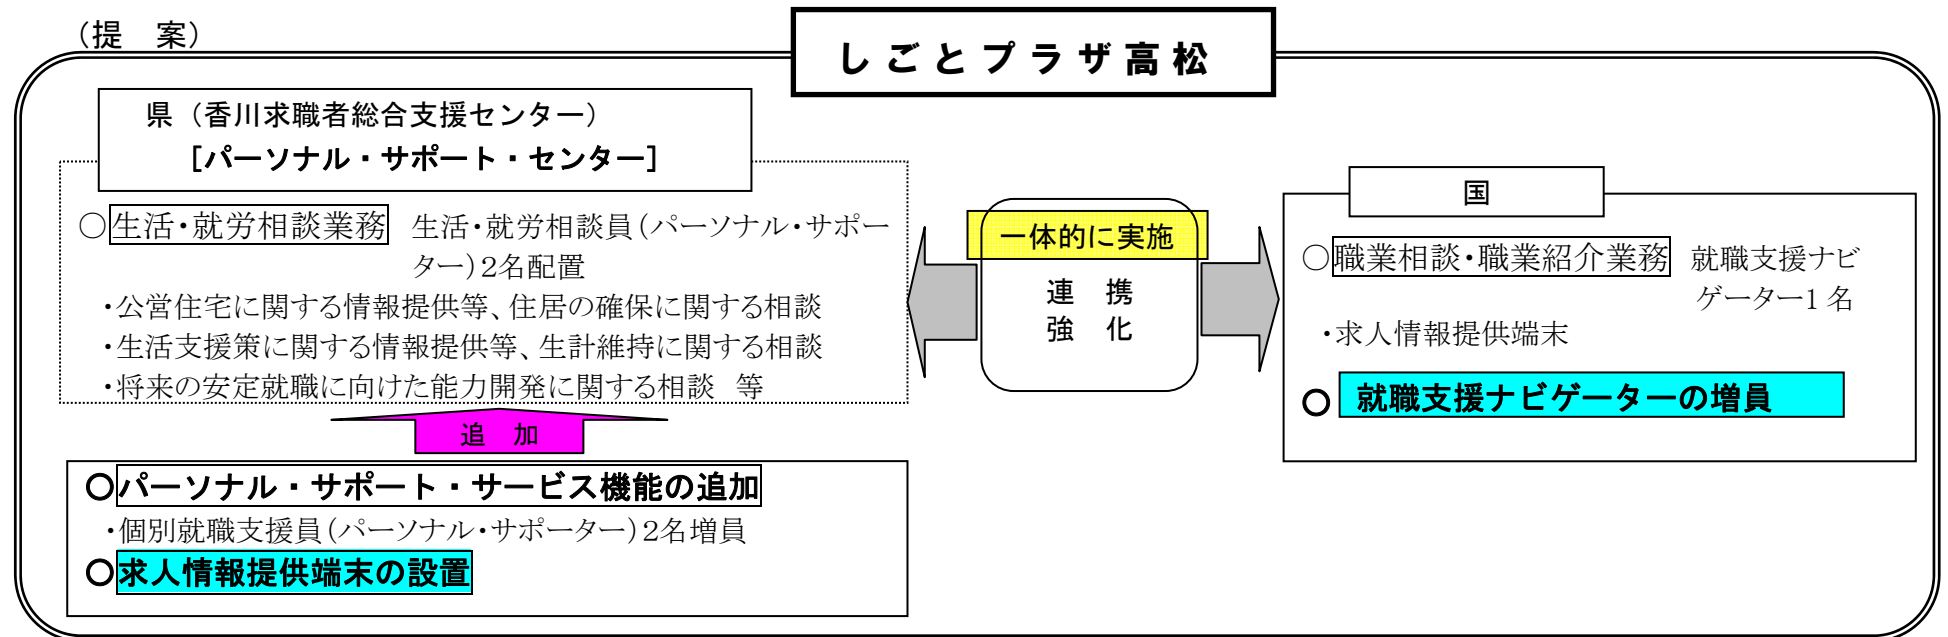 （提　案）
しごとプラザ高松
県（香川求職者総合支援センター）
［パーソナル・サポート・センター］
○生活・就労相談業務　生活・就労相談員（パーソナル・サポー
ター）2名配置
・公営住宅に関する情報提供等、住居の確保に関する相談
・生活支援策に関する情報提供等、生計維持に関する相談
・将来の安定就職に向けた能力開発に関する相談　等
追　加
○パーソナル・サポート・サービス機能の追加
・個別就職支援員（パーソナル・サポーター）2名増員
○求人情報提供端末の設置
一体的に実施
連　携
強　化
国
○職業相談・職業紹介業務　就職支援ナビ
ゲーター1 名
・求人情報提供端末
○ 就職支援ナビゲーターの増員